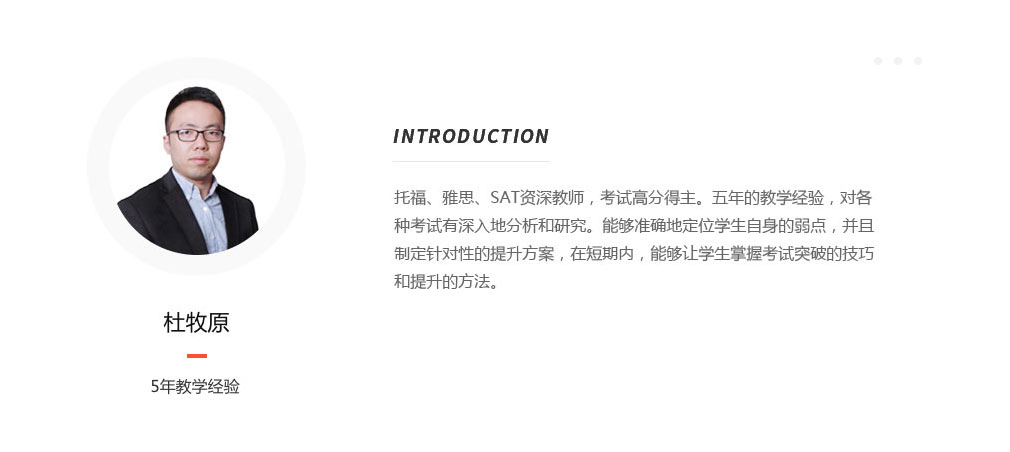 INTRODUCTION
托福、雅思、SAT资深教师，考试高分得主。五年的教学经验，对各
种考试有深入地分析和研究。能够准确地定位学生自身的弱点，并且
制定针对性的提升方案，在短期内，能够让学生掌握考试突破的技巧
和提升的方法。
杜牧原
5年教学经验